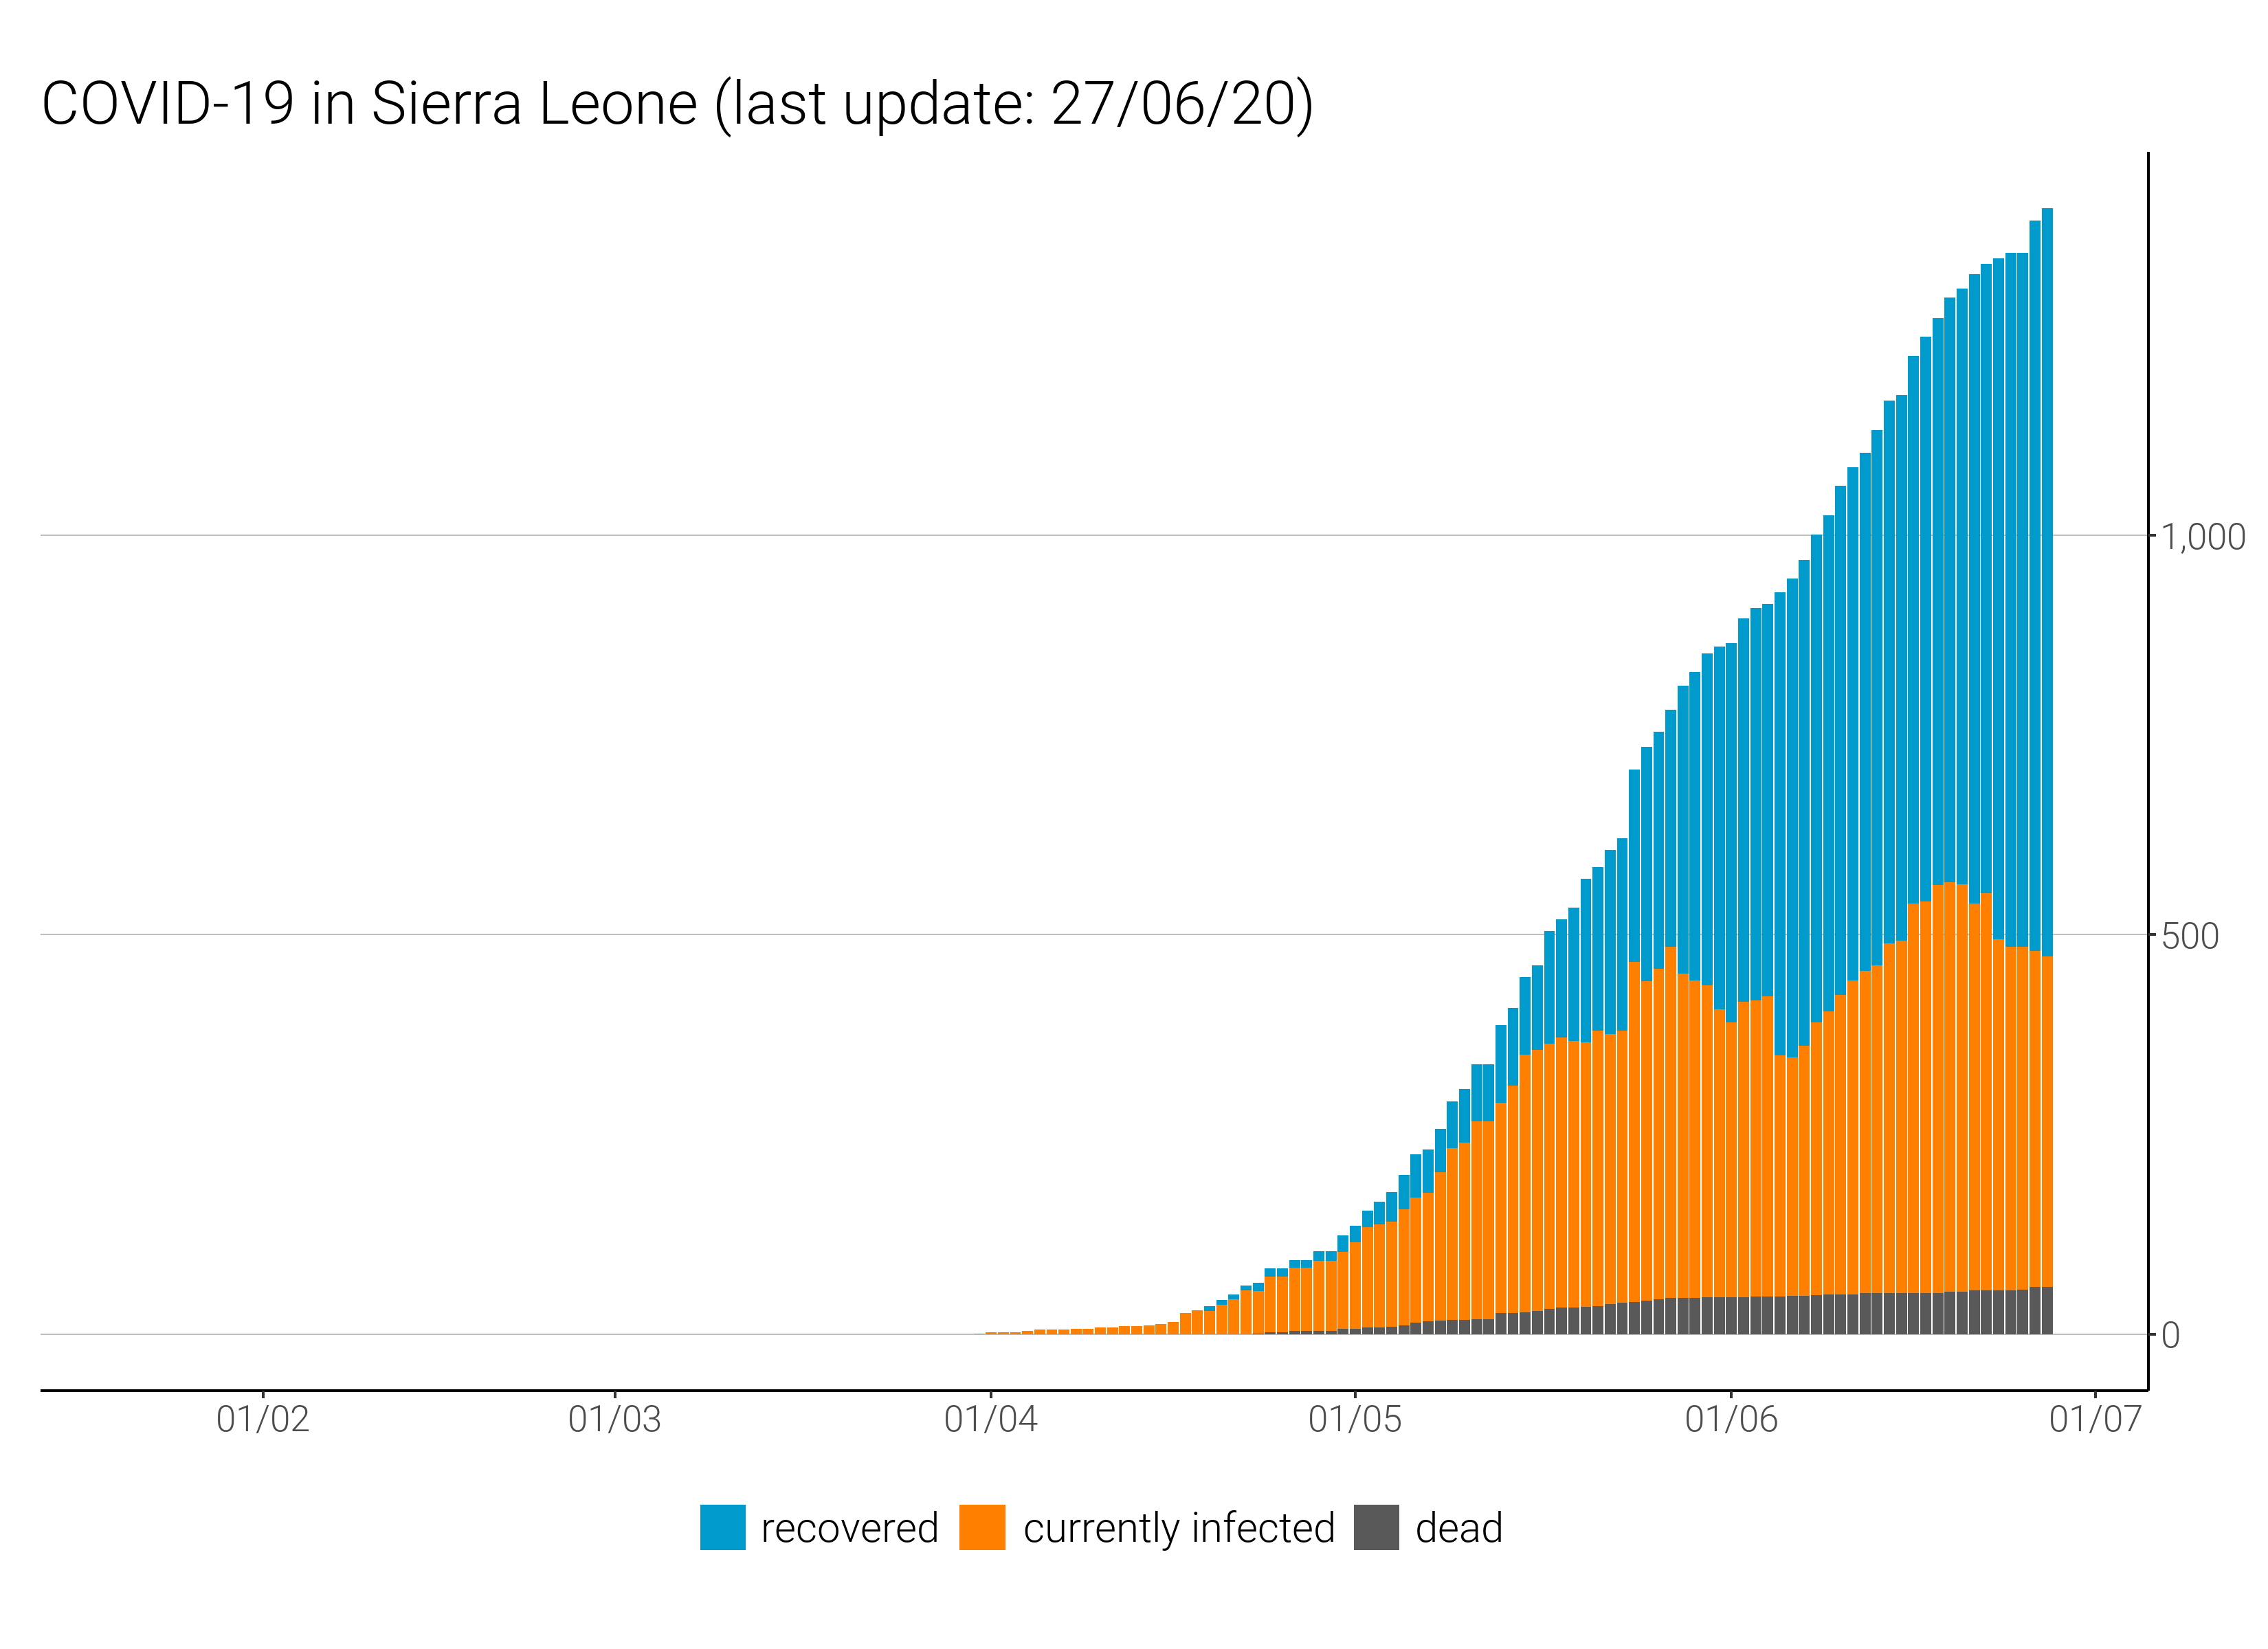 COVID-19 in Sierra Leone (last update: 27/06/20)
1,000
500
0
01/02 01/03 01/04 01/05 01/06 01/07
recovered currently infected dead